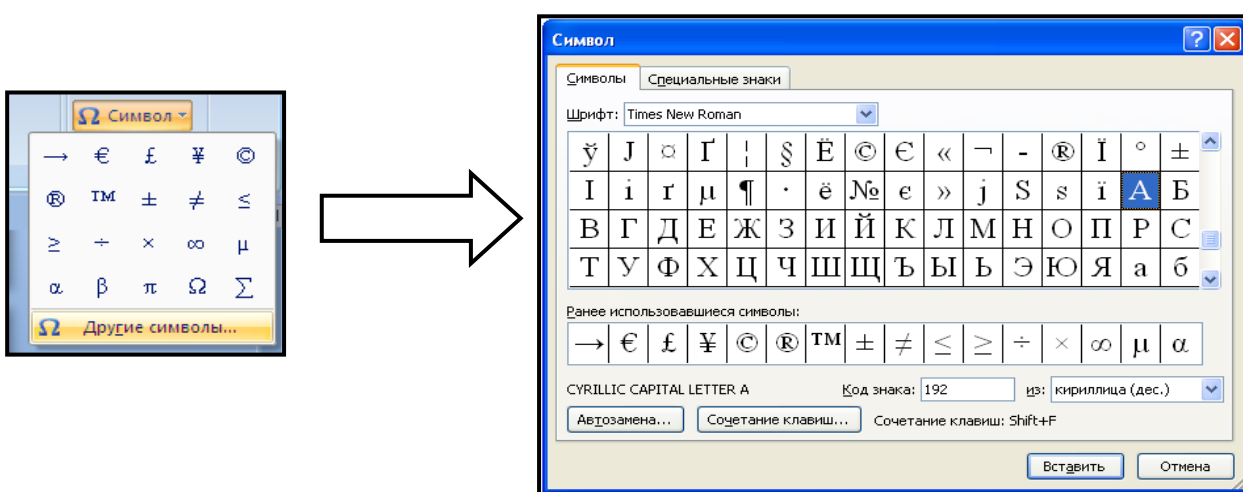 Ω Символ
→ € £ ¥ ©
® ™ ± ≠ ≤
≥ ÷ × ∞ µ
α β π Ω ∑
Ω Другие символы...
Символ
Символы Специальные знаки
Шрифт: Times New Roman
ў Ј ¤ Ґ ¦ § Ё © Є « ¬ - ® Ї ° ±
І і ґ µ ¶ · ё № є » ј Ѕ ѕ ї А Б
В Г Д Е Ж З И Й К Л М Н О П Р С
Т У Ф Х Ц Ч Ш Щ Ъ Ы Ь Э Ю Я а б
Ранее использовавшиеся символы:
→ € £ ¥ © ® ™ ± ≠ ≤ ≥ ÷ × ∞ µ α
CYRILLIC CAPITAL LETTER A Код знака: 192 из: кириллица (дес.)
Автозамена... Сочетание клавиш... Сочетание клавиш: Shift+F
Вставить Отмена